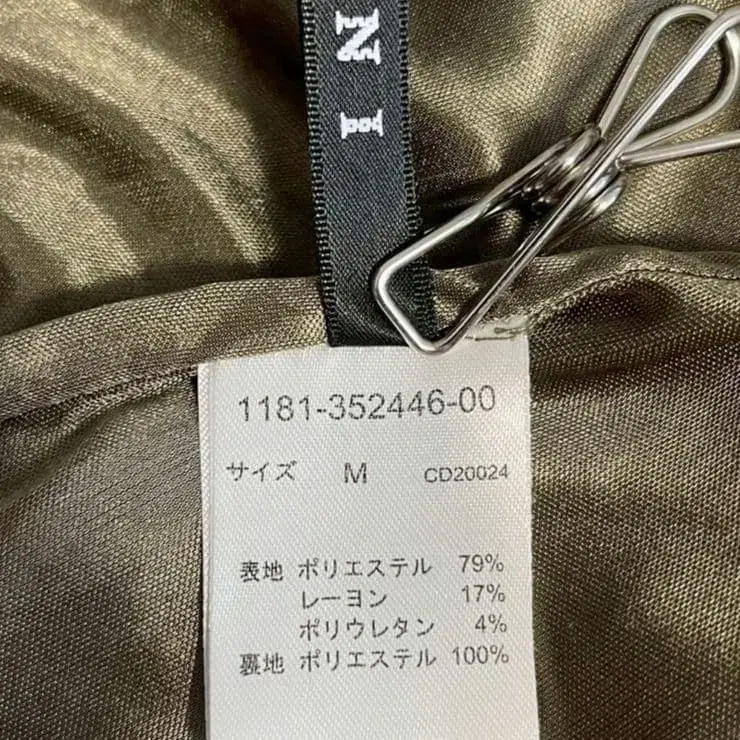 NI
1181-352446-00
サイズ M CD20024
表地 ポリエステル 79%
レーヨン 17%
ポリウレタン 4%
裏地 ポリエステル 100%